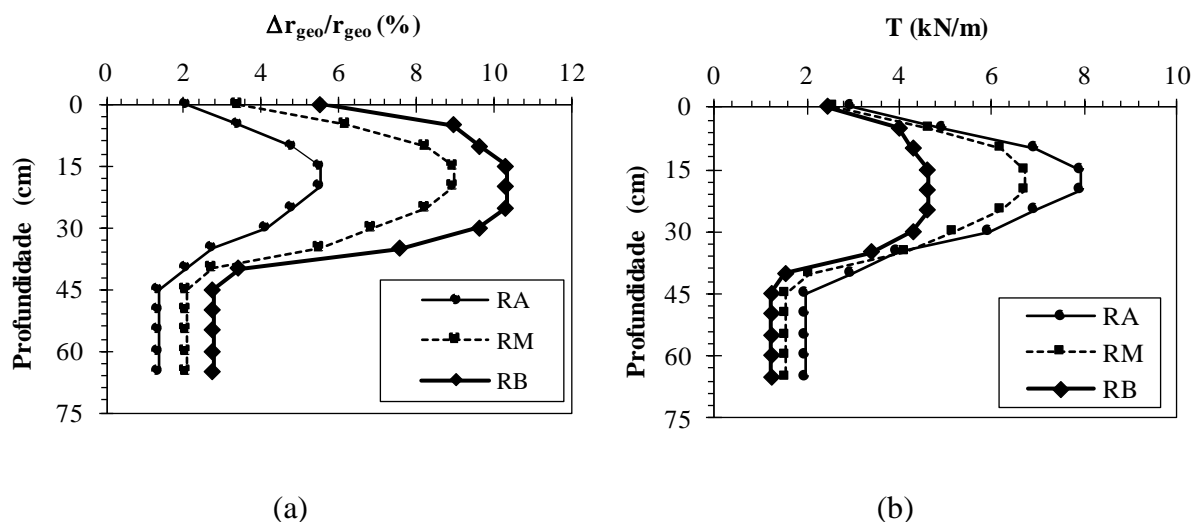 Δr_geo/r_geo (%)
0 2 4 6 8 10 12
0
15
30
45
60
75
Profundidade (cm)
RA
RM
RB
(a)
T (kN/m)
0 2 4 6 8 10
0
15
30
45
60
75
Profundidade (cm)
RA
RM
RB
(b)